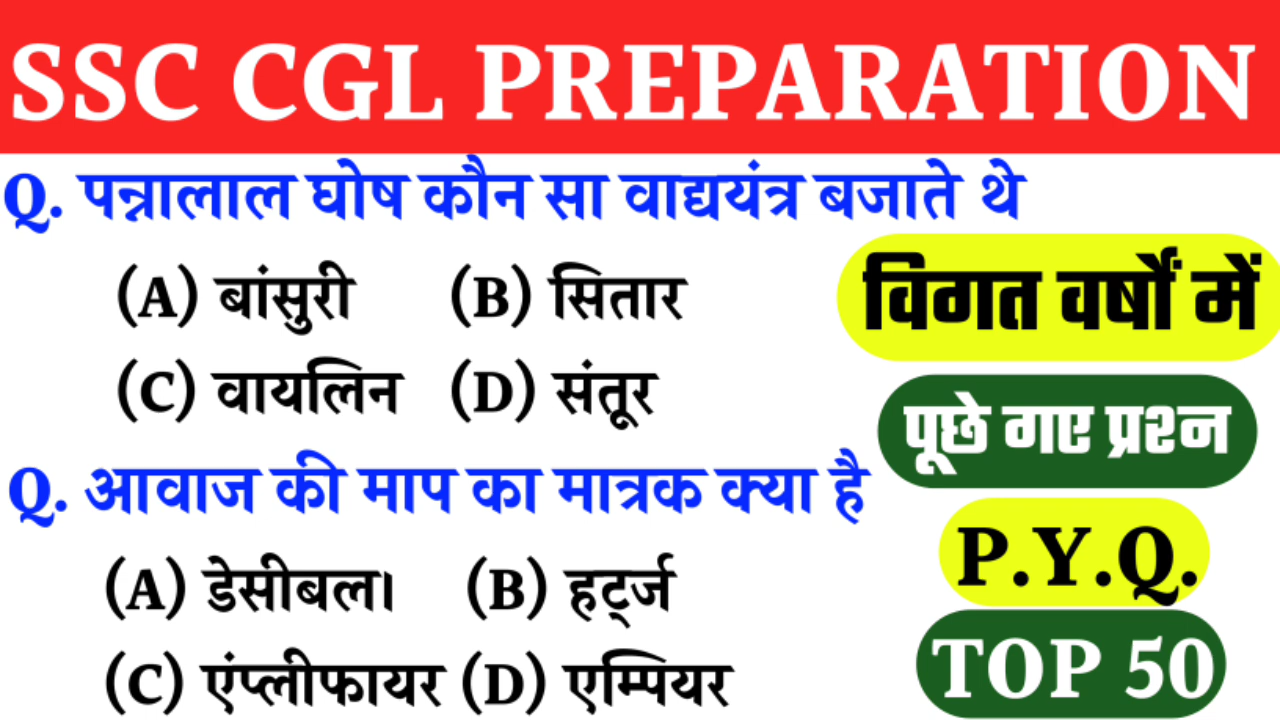 SSC CGL PREPARATION
Q. पन्नालाल घोष कौन सा वाद्ययंत्र बजाते थे
(A) बांसुरी (B) सितार
(C) वायलिन (D) संतूर
Q. आवाज की माप का मात्रक क्या है
(A) डेसीबल। (B) हर्ट्ज
(C) एंप्लीफायर (D) एम्पियर
विगत वर्षों में
पूछे गए प्रश्न
P.Y.Q.
TOP 50